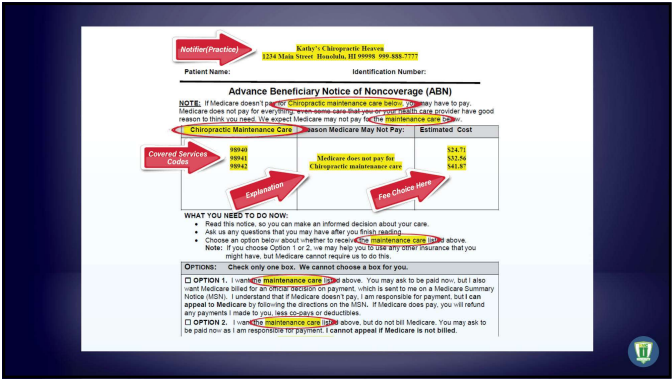 Notifier(Practice)
Kathy's Chiropractic Heaven
1234 Main Street Honolulu, HI 99998 999-888-7777
Patient Name: Identification Number:
Advance Beneficiary Notice of Noncoverage (ABN)
NOTE: If Medicare doesn't pay for Chiropractic maintenance care below, you may have to pay.
Medicare does not pay for everything, even some care that you or your health care provider have good
reason to think you need. We expect Medicare may not pay for the maintenance care below.
Chiropractic Maintenance Care Reason Medicare May Not Pay: Estimated Cost
Covered Services
Codes
98940
98941
98942
Medicare does not pay for
Chiropractic maintenance care
$24.71
$32.56
$41.87
Explanation
Fee Choice Here
WHAT YOU NEED TO DO NOW:
• Read this notice, so you can make an informed decision about your care.
• Ask us any questions that you may have after you finish reading.
• Choose an option below about whether to receive the maintenance care listed above.
Note: If you choose Option 1 or 2, we may help you to use any other insurance that you
might have, but Medicare cannot require us to do this.
OPTIONS: Check only one box. We cannot choose a box for you.
☐ OPTION 1. I want the maintenance care listed above. You may ask to be paid now, but I also
want Medicare billed for an official decision on payment, which is sent to me on a Medicare Summary
Notice (MSN). I understand that if Medicare doesn't pay, I am responsible for payment, but I can
appeal to Medicare by following the directions on the MSN. If Medicare does pay, you will refund
any payments I made to you, less co-pays or deductibles.
☐ OPTION 2. I want the maintenance care listed above, but do not bill Medicare. You may ask to
be paid now as I am responsible for payment. I cannot appeal if Medicare is not billed.